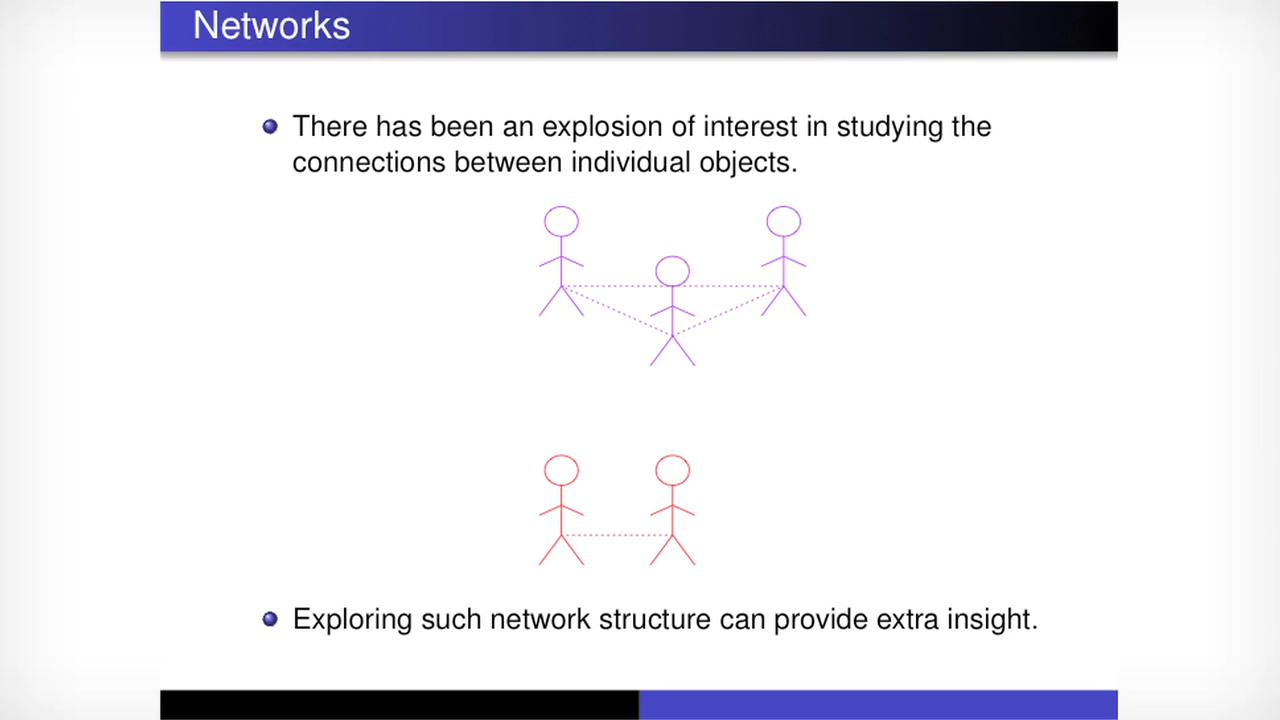 Networks
There has been an explosion of interest in studying the
connections between individual objects.
Exploring such network structure can provide extra insight.